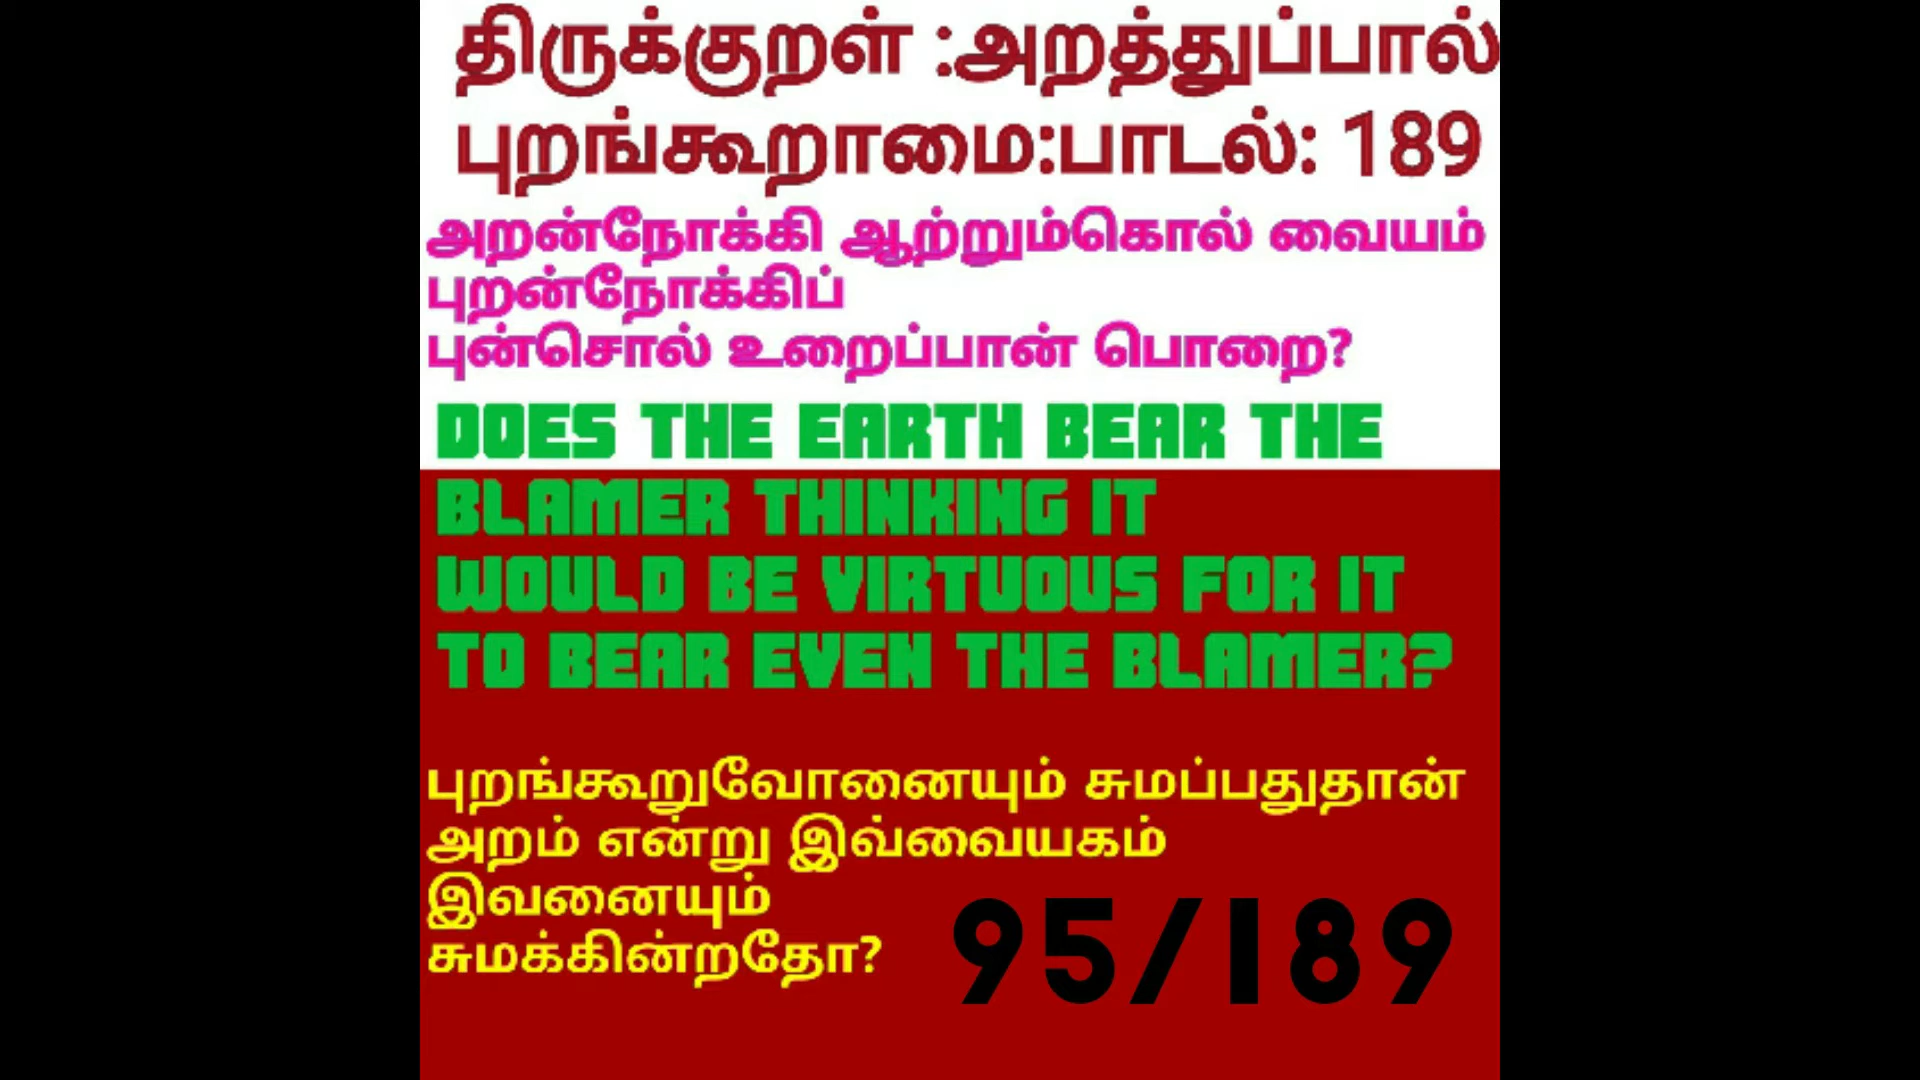 திருக்குறள் :அறத்துப்பால்
புறங்கூறாமை:பாடல்: 189
அறன்நோக்கி ஆற்றும்கொல் வையம்
புறன்நோக்கிப்
புன்சொல் உறைப்பான் பொறை?
DOES THE EARTH BEAR THE
BLAMER THINKING IT
WOULD BE VIRTUOUS FOR IT
TO BEAR EVEN THE BLAMER?
புறங்கூறுவோனையும் சுமப்பதுதான்
அறம் என்று இவ்வையகம்
இவனையும்
சுமக்கின்றதோ?
95/189